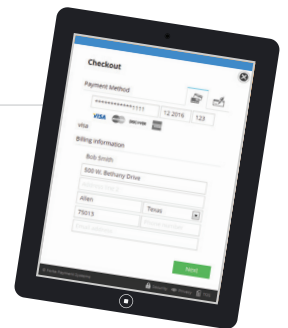 Checkout
Payment Method
************1111 12 2016 123
VISA
visa
Billing Information
Bob Smith
500 W. Bethany Drive
Allen Texas
75013
Next